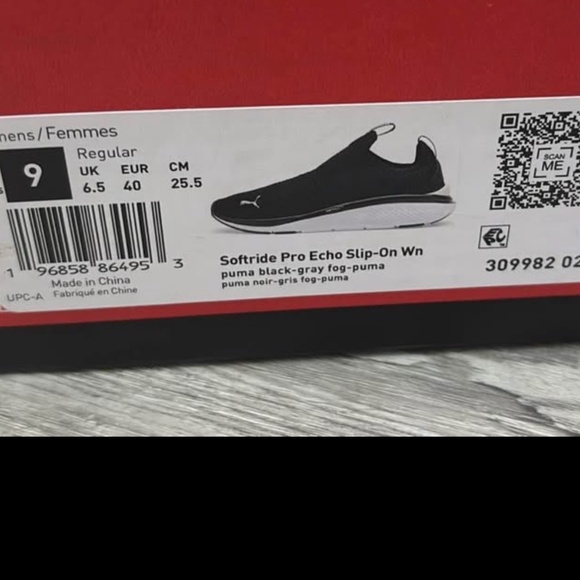 mens/Femmes
9
Regular
UK EUR CM
6.5 40 25.5
1 96858 86495 3
UPC-A
Made in China
Fabriqué en Chine
Softride Pro Echo Slip-On Wn
puma black-gray fog-puma
puma noir-gris fog-puma
SCAN
ME
309982 02